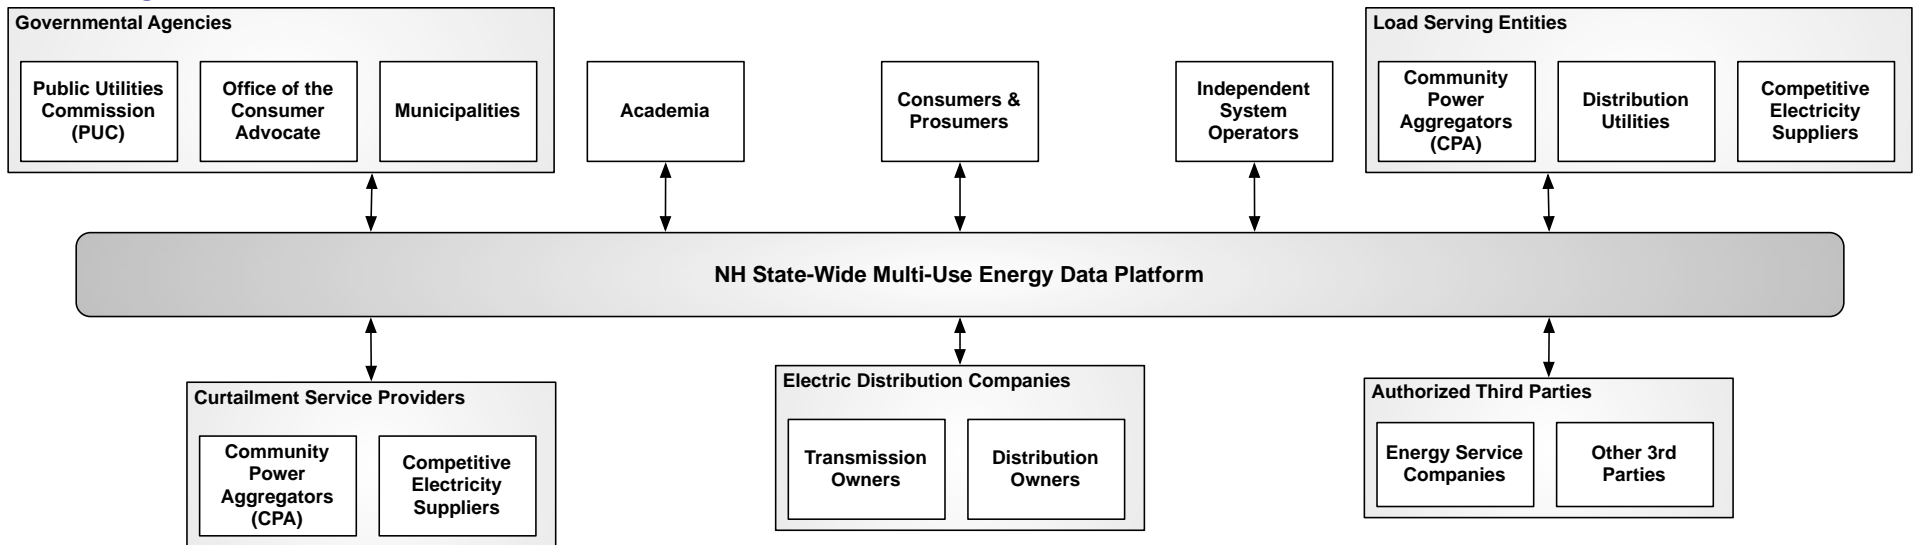 Governmental Agencies
Public Utilities
Commission
(PUC)
Office of the
Consumer
Advocate
Municipalities
Academia
Consumers &
Prosumers
Independent
System
Operators
Load Serving Entities
Community
Power
Aggregators
(CPA)
Distribution
Utilities
Competitive
Electricity
Suppliers
NH State-Wide Multi-Use Energy Data Platform
Curtailment Service Providers
Community
Power
Aggregators
(CPA)
Competitive
Electricity
Suppliers
Electric Distribution Companies
Transmission
Owners
Distribution
Owners
Authorized Third Parties
Energy Service
Companies
Other 3rd
Parties